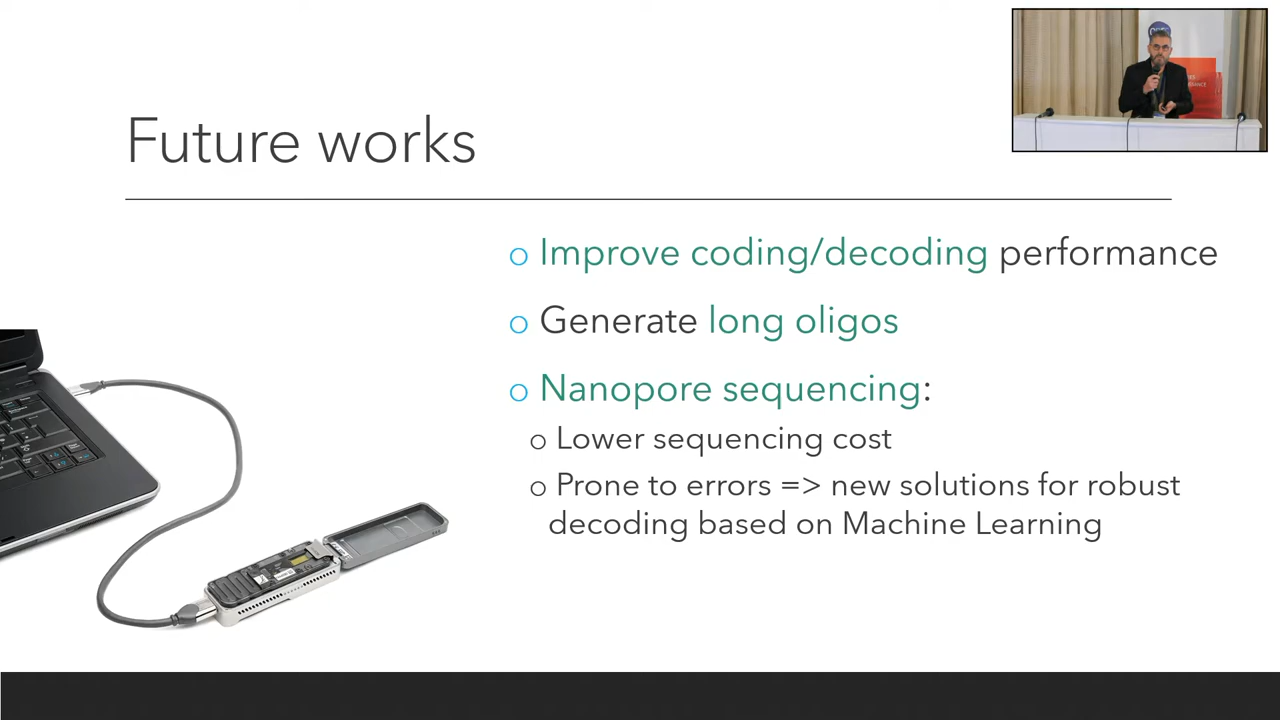 Future works
o Improve coding/decoding performance
o Generate long oligos
o Nanopore sequencing:
o Lower sequencing cost
o Prone to errors => new solutions for robust
decoding based on Machine Learning